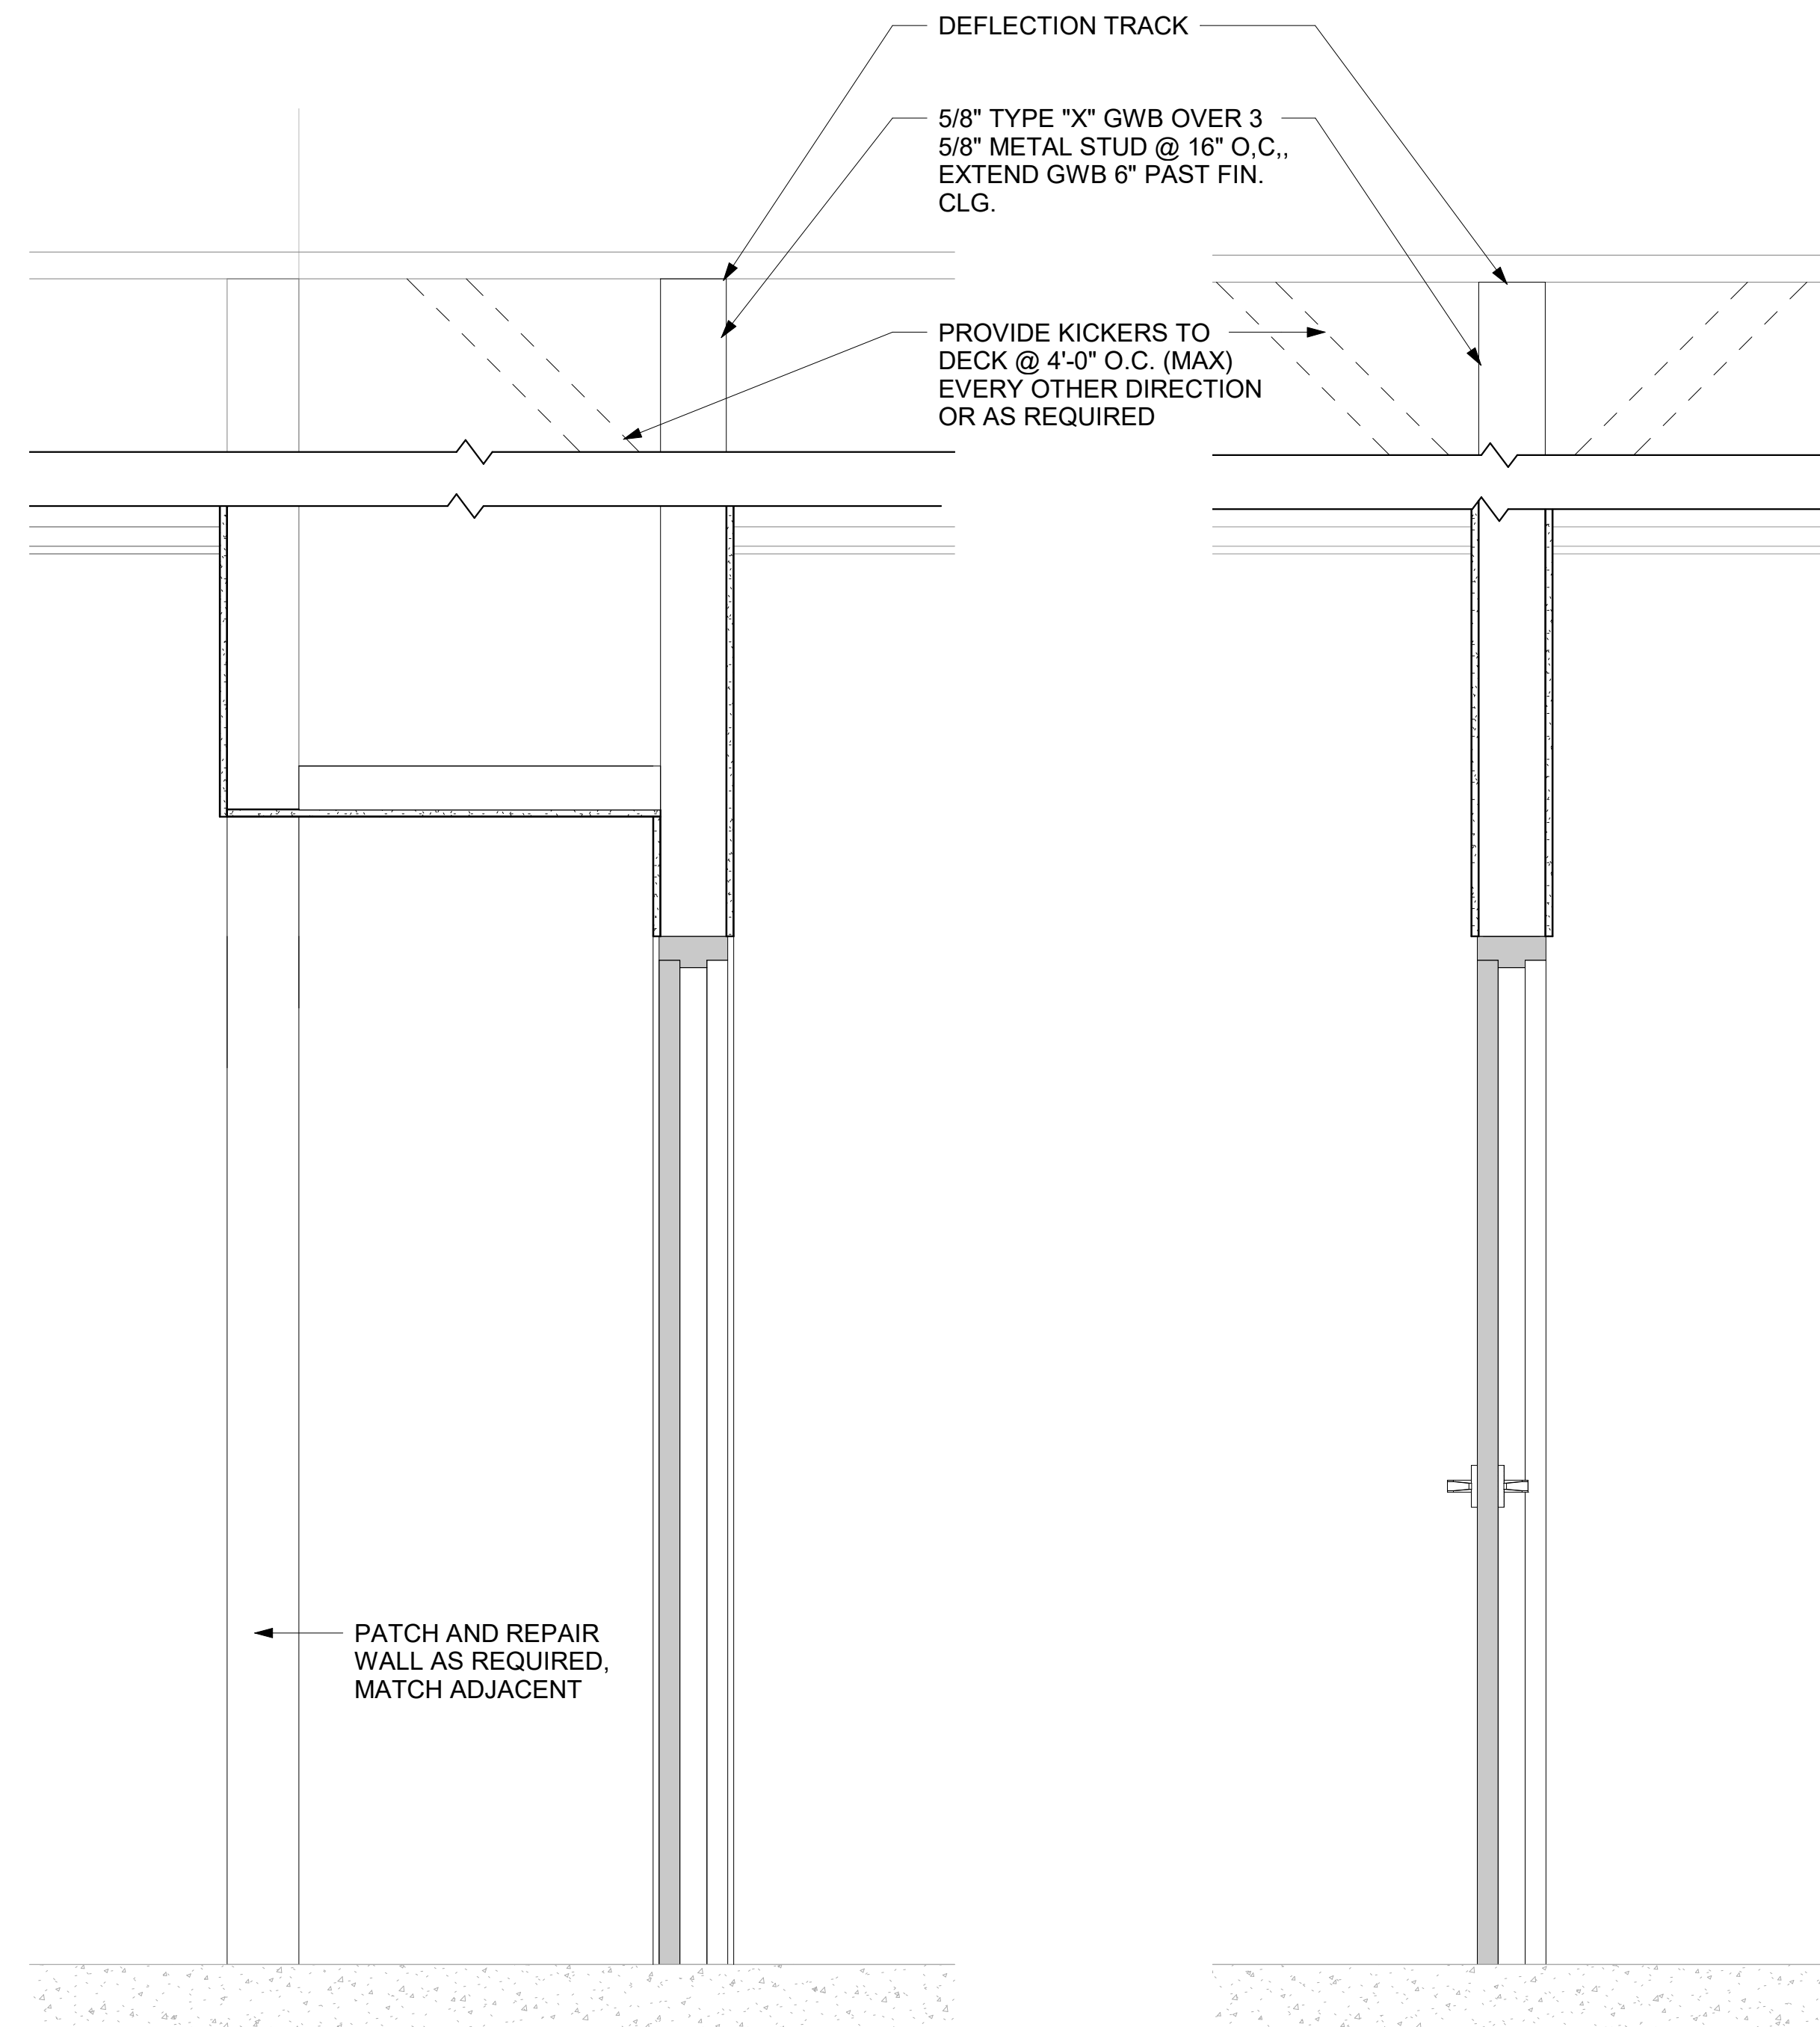 DEFLECTION TRACK
5/8" TYPE "X" GWB OVER 3
5/8" METAL STUD @ 16" O,C,,
EXTEND GWB 6" PAST FIN.
CLG.
PROVIDE KICKERS TO
DECK @ 4'-0" O.C. (MAX)
EVERY OTHER DIRECTION
OR AS REQUIRED
PATCH AND REPAIR
WALL AS REQUIRED,
MATCH ADJACENT